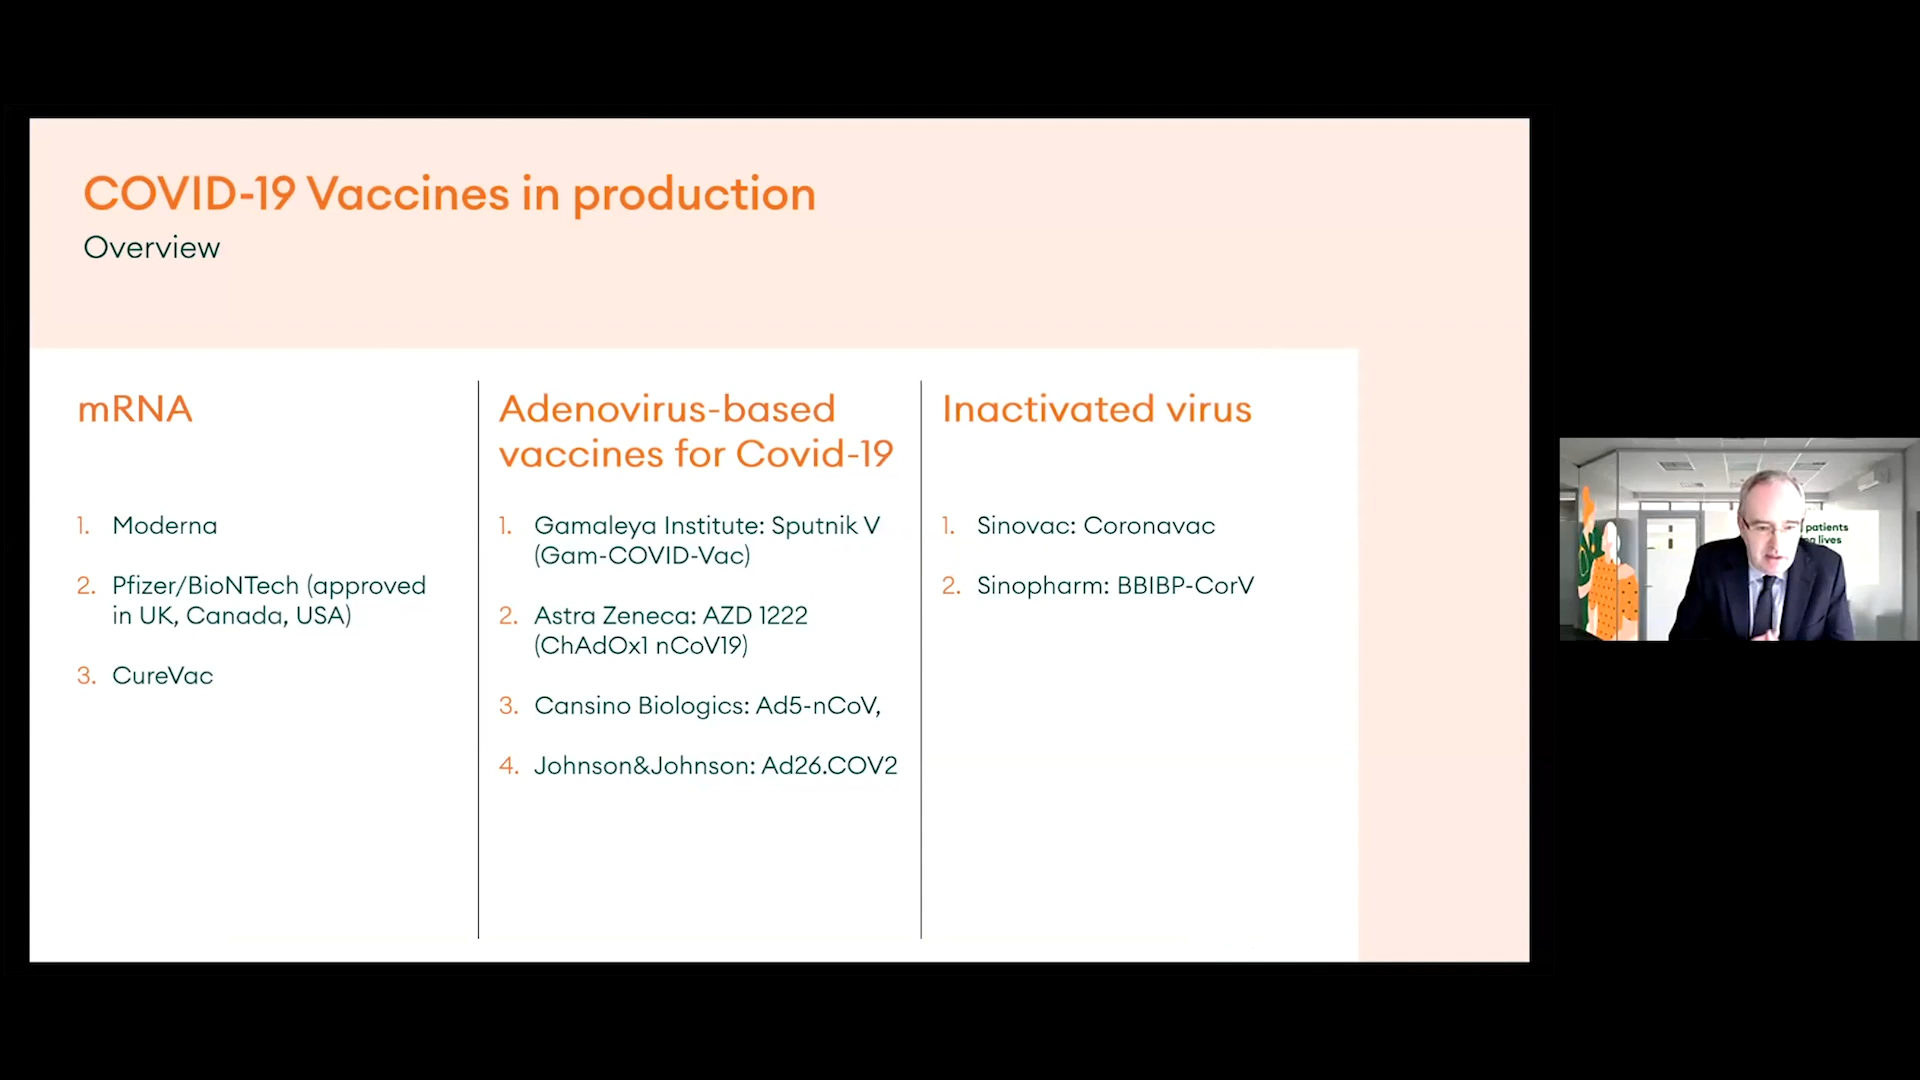 COVID-19 Vaccines in production
Overview
mRNA
1. Moderna
2. Pfizer/BioNTech (approved
in UK, Canada, USA)
3. CureVac
Adenovirus-based
vaccines for Covid-19
1. Gamaleya Institute: Sputnik V
(Gam-COVID-Vac)
2. Astra Zeneca: AZD 1222
(ChAdOx1 nCoV19)
3. Cansino Biologics: Ad5-nCoV,
4. Johnson&Johnson: Ad26.COV2
Inactivated virus
1. Sinovac: Coronavac
2. Sinopharm: BBIBP-CorV
patients
lives